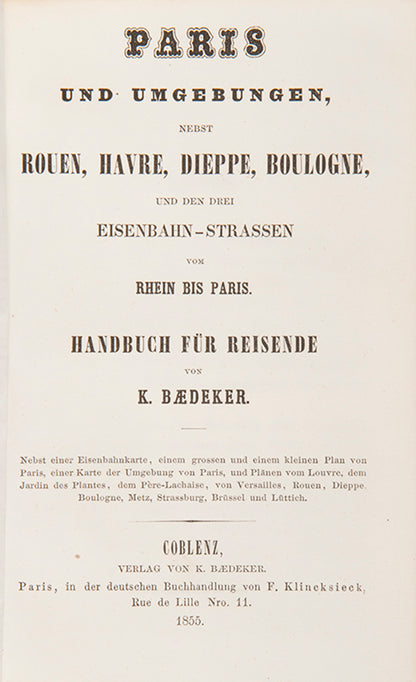 PARIS
UND UMGEBUNGEN,
NEBST
ROUEN, HAVRE, DIEPPE, BOULOGNE,
UND DEN DREI
EISENBAHN-STRASSEN
VOM
RHEIN BIS PARIS.
HANDBUCH FÜR REISENDE
VON
K. BÆDEKER.
Nebst einer Eisenbahnkarte, einem grossen und einem kleinen Plan von
Paris, einer Karte der Umgebung von Paris, und Plänen vom Louvre, dem
Jardin des Plantes, dem Père-Lachaise, von Versailles, Rouen, Dieppe
Boulogne, Metz, Strassburg, Brüssel und Lüttich.
COBLENZ,
VERLAG VON K. BÆDEKER.
Paris, in der deutschen Buchhandlung von F. Klincksieck,
Rue de Lille Nro. 11.
1855.